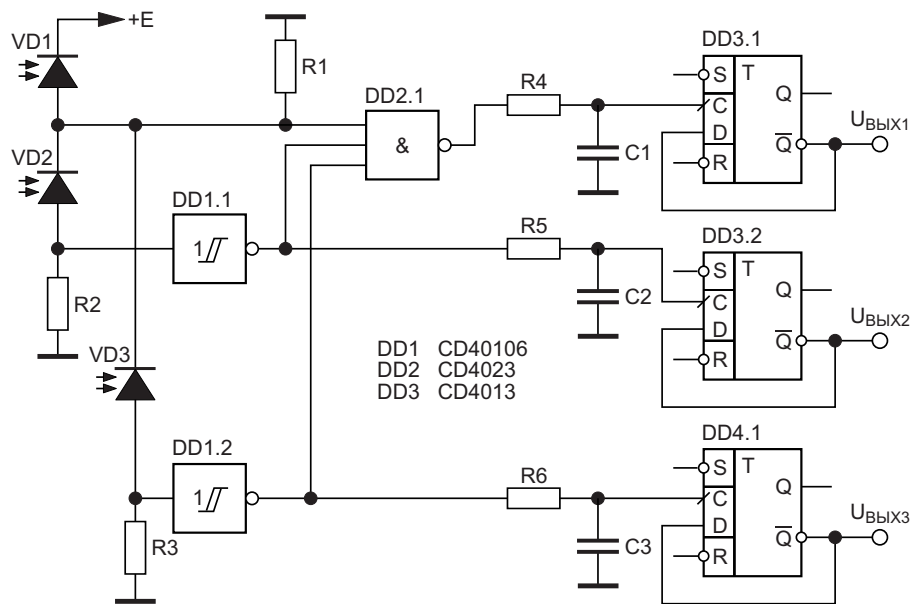 +E
VD1
R1
DD2.1
&
R4
C1
DD3.1
S
T
C
D
R
Q
Q̅
UВЫХ1
VD2
DD1.1
1
R2
R5
C2
DD3.2
S
T
C
D
R
Q
Q̅
UВЫХ2
VD3
DD1 CD40106
DD2 CD4023
DD3 CD4013
DD1.2
1
R3
R6
C3
DD4.1
S
T
C
D
R
Q
Q̅
UВЫХ3